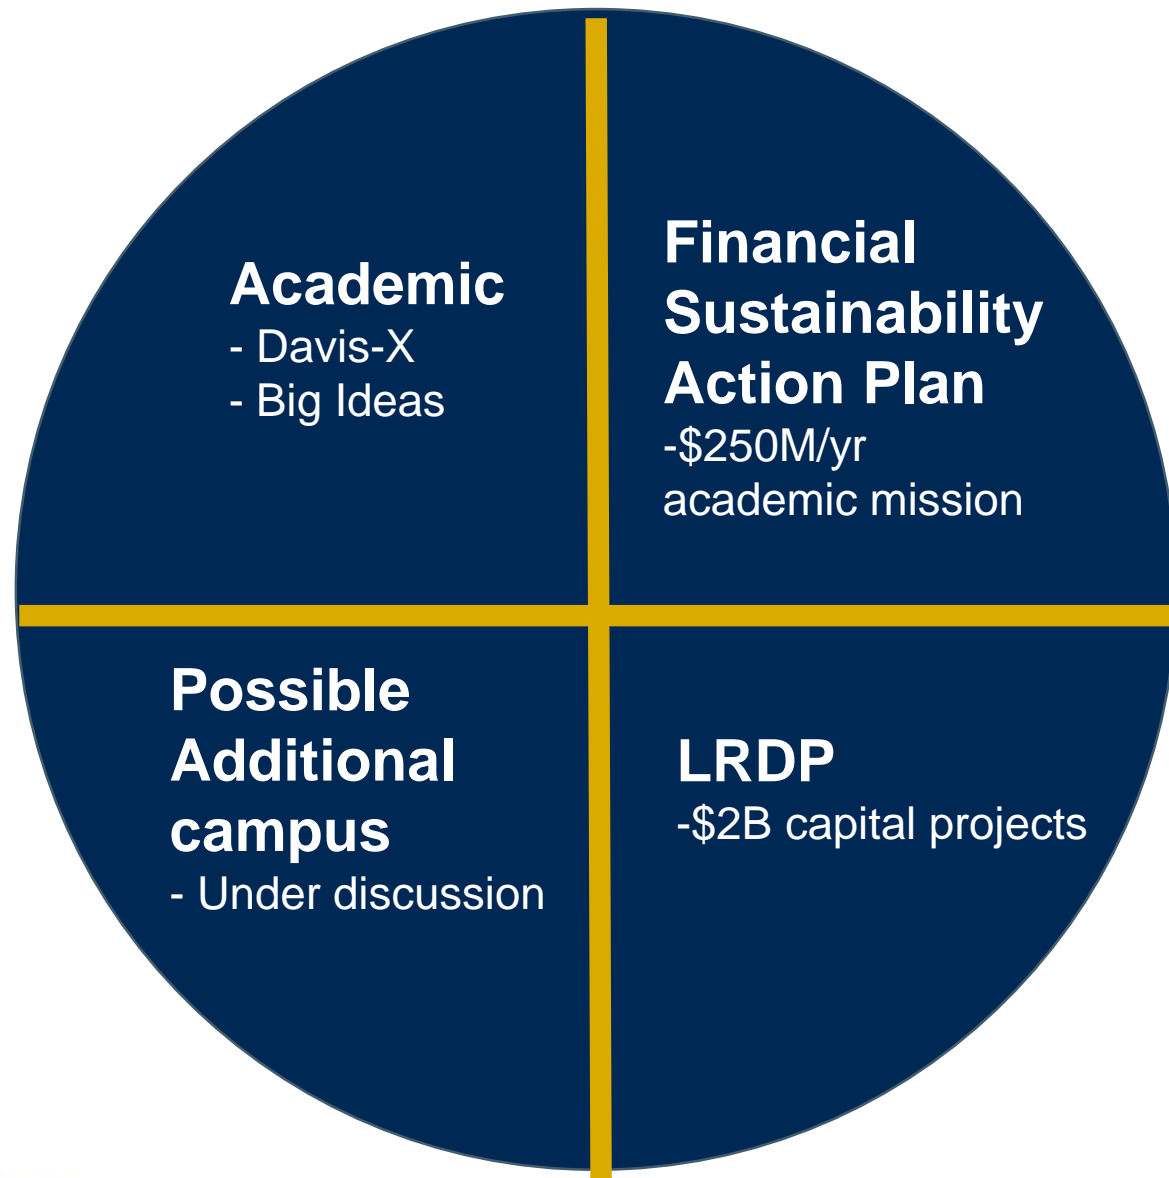 Academic
- Davis-X
- Big Ideas
Financial
Sustainability
Action Plan
-$250M/yr
academic mission
Possible
Additional
campus
- Under discussion
LRDP
-$2B capital projects